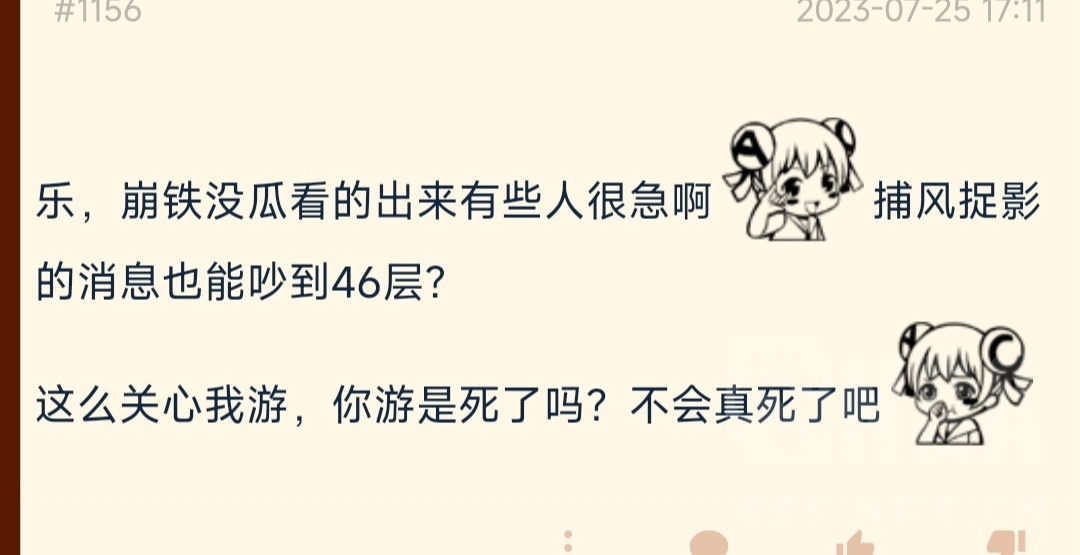 #1156 2023-07-25 17:11
乐，崩铁没瓜看的出来有些人很急啊 捕风捉影
的消息也能吵到46层？
这么关心我游，你游是死了吗？不会真死了吧